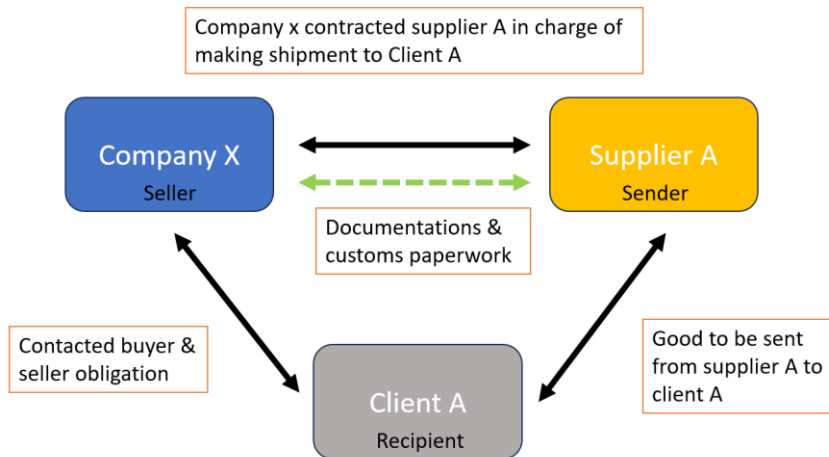 Company x contracted supplier A in charge of
making shipment to Client A
Company X
Seller
Supplier A
Sender
Documentations &
customs paperwork
Contacted buyer &
seller obligation
Good to be sent
from supplier A to
client A
Client A
Recipient